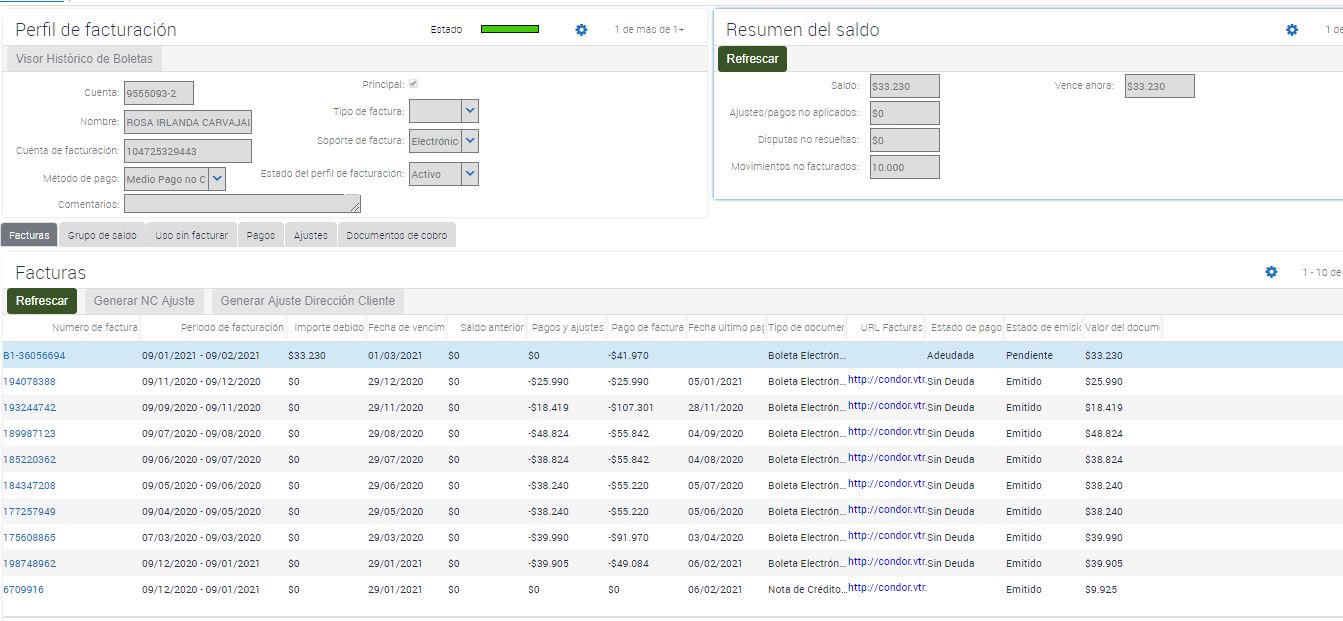 Perfil de facturación
Estado
1 de más de 1+
Visor Histórico de Boletas
Cuenta: 9555093-2
Nombre: ROSA IRLANDA CARVAJAL
Cuenta de facturación: 104725329443
Método de pago: Medio Pago no C
Comentarios:
Principal:
Tipo de factura:
Soporte de factura: Electrónic
Estado del perfil de facturación: Activo
Resumen del saldo
1 de
Refrescar
Saldo: $33.230 Vence ahora: $33.230
Ajustes/pagos no aplicados: $0
Disputas no resueltas: $0
Movimientos no facturados: 10.000
Facturas Grupo de saldo Uso sin facturar Pagos Ajustes Documentos de cobro
Facturas
1 - 10 de
Refrescar Generar NC Ajuste Generar Ajuste Dirección Cliente
Número de factura Periodo de facturación Importe debido Fecha de vencim Saldo anterior Pagos y ajustes Pago de factura Fecha último pag Tipo de documer URL Facturas Estado de pago Estado de emisió Valor del docum
B1-36056694 09/01/2021 - 09/02/2021 $33.230 01/03/2021 $0 $0 -$41.970 Boleta Electrón... Adeudada Pendiente $33.230
194078388 09/11/2020 - 09/12/2020 $0 29/12/2020 $0 -$25.990 -$25.990 05/01/2021 Boleta Electrón... http://condor.vtr. Sin Deuda Emitido $25.990
193244742 09/09/2020 - 09/11/2020 $0 29/11/2020 $0 -$18.419 -$107.301 28/11/2020 Boleta Electrón... http://condor.vtr. Sin Deuda Emitido $18.419
189987123 09/07/2020 - 09/08/2020 $0 29/08/2020 $0 -$48.824 -$55.842 04/09/2020 Boleta Electrón... http://condor.vtr. Sin Deuda Emitido $48.824
185220362 09/06/2020 - 09/07/2020 $0 29/07/2020 $0 -$38.824 -$55.842 04/08/2020 Boleta Electrón... http://condor.vtr. Sin Deuda Emitido $38.824
184347208 09/05/2020 - 09/06/2020 $0 29/06/2020 $0 -$38.240 -$55.220 05/07/2020 Boleta Electrón... http://condor.vtr. Sin Deuda Emitido $38.240
177257949 09/04/2020 - 09/05/2020 $0 29/05/2020 $0 -$38.240 -$55.220 05/06/2020 Boleta Electrón... http://condor.vtr. Sin Deuda Emitido $38.240
175608865 07/03/2020 - 09/03/2020 $0 29/03/2020 $0 -$39.990 -$91.970 03/04/2020 Boleta Electrón... http://condor.vtr. Sin Deuda Emitido $39.990
198748962 09/12/2020 - 09/01/2021 $0 29/01/2021 $0 -$39.905 -$49.084 06/02/2021 Boleta Electrón... http://condor.vtr. Sin Deuda Emitido $39.905
6709916 09/12/2020 - 09/01/2021 $0 29/01/2021 $0 $0 $0 06/02/2021 Nota de Crédito... http://condor.vtr. Emitido $9.925